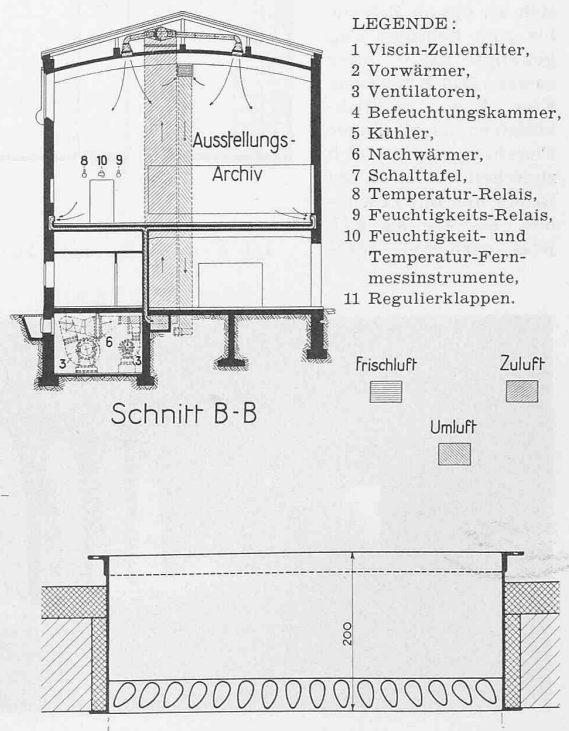 LEGENDE:
1 Viscin-Zellenfilter,
2 Vorwärmer,
3 Ventilatoren,
4 Befeuchtungskammer,
5 Kühler,
6 Nachwärmer,
7 Schalttafel,
8 Temperatur-Relais,
9 Feuchtigkeits-Relais,
10 Feuchtigkeit- und
Temperatur-Fern-
messinstrumente,
11 Regulierklappen.
Ausstellungs-
Archiv
8 10 9
6
3 3
Schnitt B-B
Frischluft Zuluft
Umluft
200